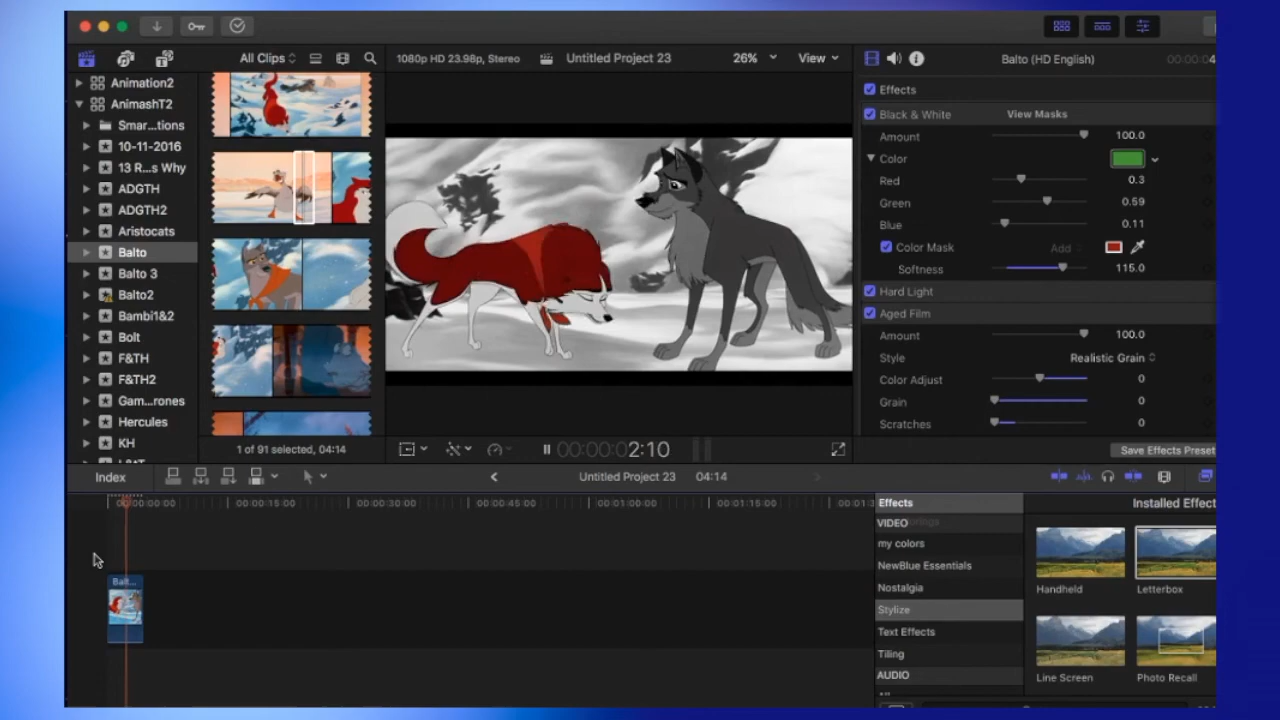 All Clips
1080p HD 23.98p, Stereo
Untitled Project 23
26%
View
Balto (HD English)
00:00:04
Animation2
AnimashT2
Smar...tions
10-11-2016
13 R...s Why
ADGTH
ADGTH2
Aristocats
Balto
Balto 3
Balto2
Bambi1&2
Bolt
F&TH
F&TH2
Gam...rones
Hercules
KH
1 of 91 selected, 04:14
00:00:02:10
Effects
Black & White
View Masks
Amount
100.0
Color
Red
0.3
Green
0.59
Blue
0.11
Color Mask
Add
Softness
115.0
Hard Light
Aged Film
Amount
100.0
Style
Realistic Grain
Color Adjust
0
Grain
0
Scratches
0
Save Effects Preset
Index
Untitled Project 23
04:14
00:00:00:00
00:00:15:00
00:00:30:00
00:00:45:00
00:01:00:00
00:01:15:00
00:01:3
Balt...
Effects
Installed Effect
VIDEO
my colors
NewBlue Essentials
Nostalgia
Stylize
Text Effects
Tiling
AUDIO
All
Handheld
Letterbox
Line Screen
Photo Recall